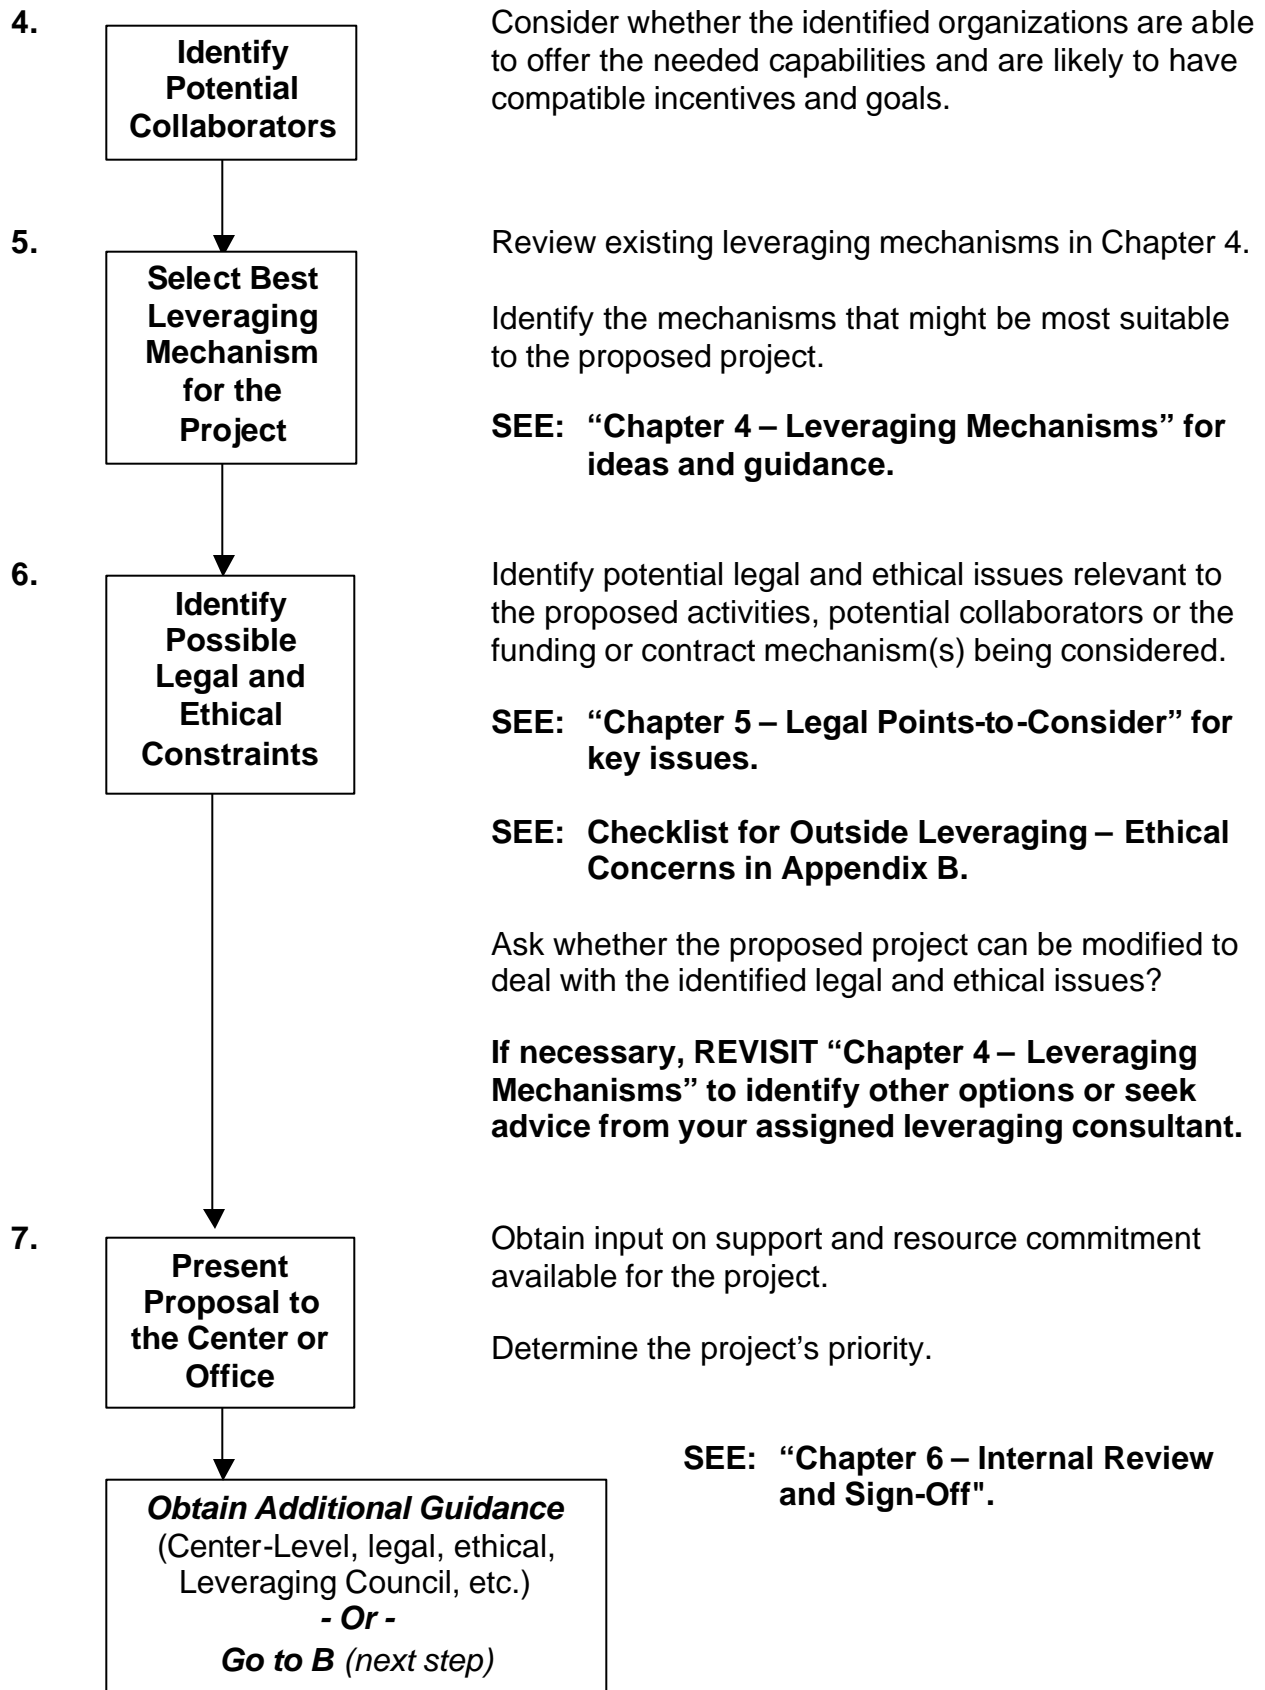 4.
Identify
Potential
Collaborators
Consider whether the identified organizations are able
to offer the needed capabilities and are likely to have
compatible incentives and goals.
5.
Select Best
Leveraging
Mechanism
for the
Project
Review existing leveraging mechanisms in Chapter 4.
Identify the mechanisms that might be most suitable
to the proposed project.
SEE: “Chapter 4 – Leveraging Mechanisms” for
ideas and guidance.
6.
Identify
Possible
Legal and
Ethical
Constraints
Identify potential legal and ethical issues relevant to
the proposed activities, potential collaborators or the
funding or contract mechanism(s) being considered.
SEE: “Chapter 5 – Legal Points-to-Consider” for
key issues.
SEE: Checklist for Outside Leveraging – Ethical
Concerns in Appendix B.
Ask whether the proposed project can be modified to
deal with the identified legal and ethical issues?
If necessary, REVISIT “Chapter 4 – Leveraging
Mechanisms” to identify other options or seek
advice from your assigned leveraging consultant.
7.
Present
Proposal to
the Center or
Office
Obtain input on support and resource commitment
available for the project.
Determine the project’s priority.
SEE: “Chapter 6 – Internal Review
and Sign-Off".
Obtain Additional Guidance
(Center-Level, legal, ethical,
Leveraging Council, etc.)
- Or -
Go to B (next step)